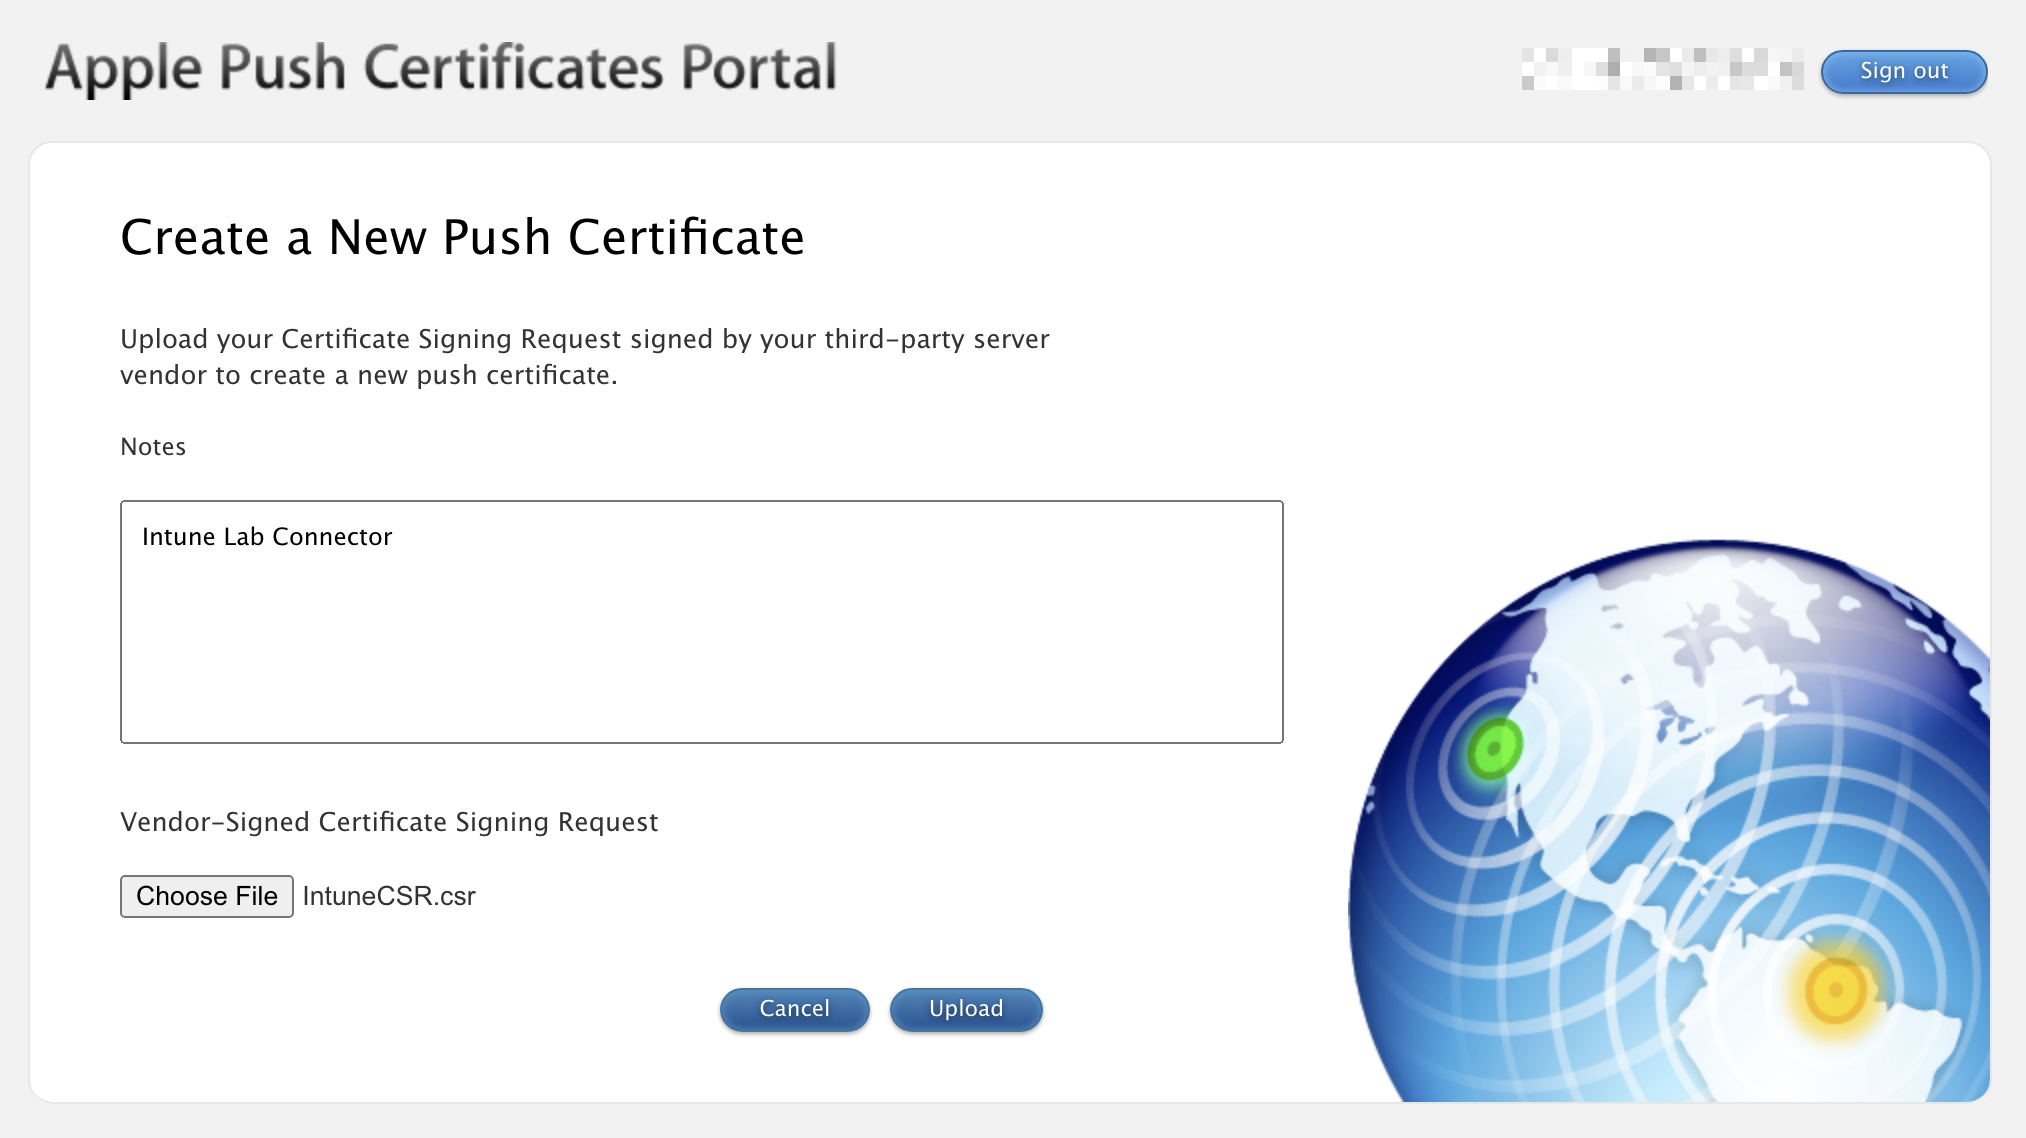 Apple Push Certificates Portal
Sign out
Create a New Push Certificate
Upload your Certificate Signing Request signed by your third-party server
vendor to create a new push certificate.
Notes
Intune Lab Connector
Vendor-Signed Certificate Signing Request
Choose File IntuneCSR.csr
Cancel
Upload